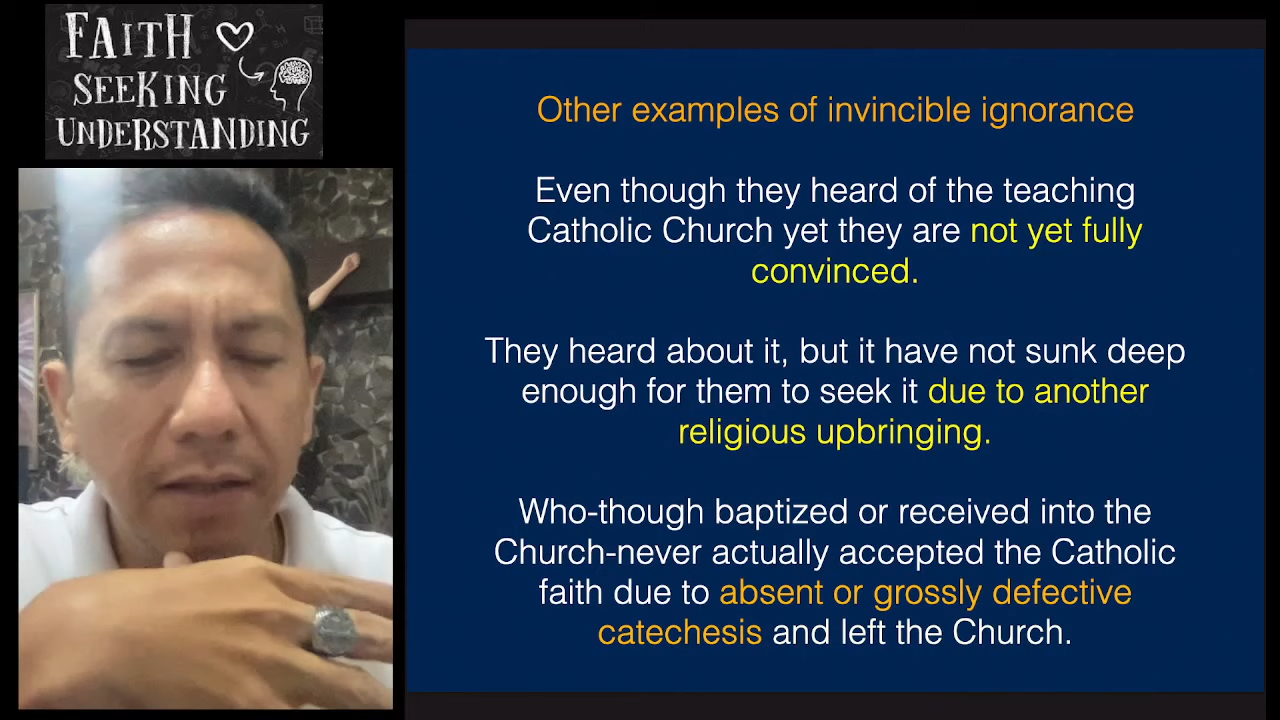 FAITH
SEEKING
UNDERSTANDING
Other examples of invincible ignorance
Even though they heard of the teaching
Catholic Church yet they are not yet fully
convinced.
They heard about it, but it have not sunk deep
enough for them to seek it due to another
religious upbringing.
Who-though baptized or received into the
Church-never actually accepted the Catholic
faith due to absent or grossly defective
catechesis and left the Church.